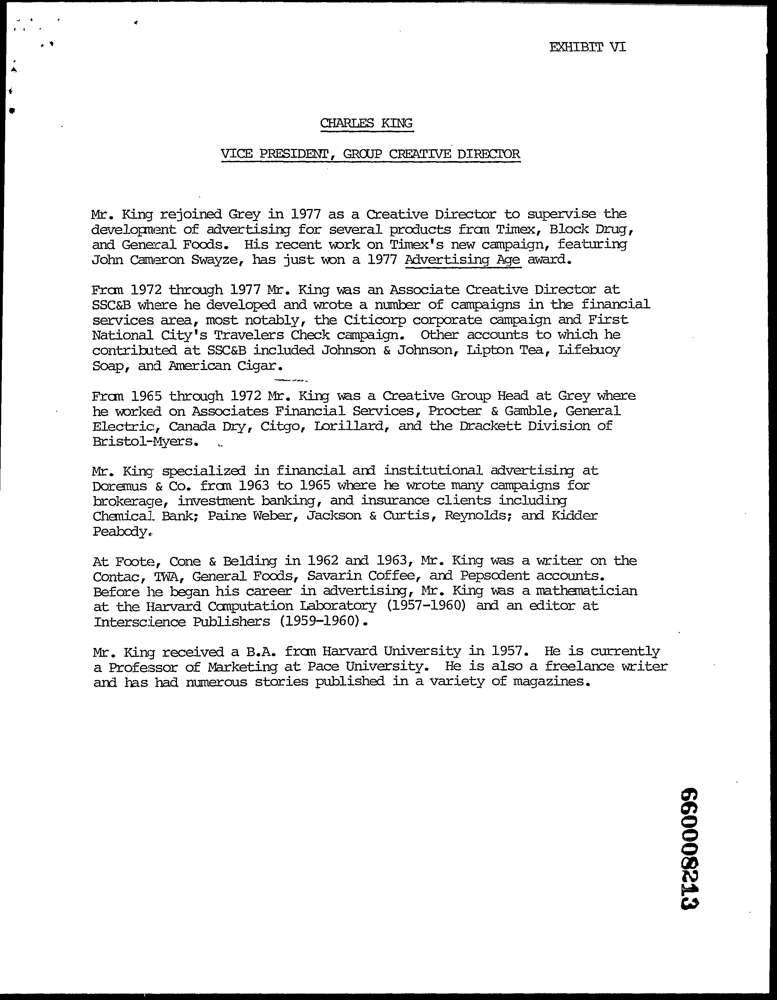 EXHIBIT VI
CHARLES KING
VICE PRESIDENT, GROUP CREATIVE DIRECTOR
Mr. King rejoined Grey in 1977 as a Creative Director to supervise the
development of advertising for several products from Timex, Block Drug,
and General Foods. His recent work on Timex's new campaign, featuring
John Cameron Swayze, has just won a 1977 Advertising Age award.
From 1972 through 1977 Mr. King was an Associate Creative Director at
SSC&B where he developed and wrote a number of campaigns in the financial
services area, most notably, the Citicorp corporate campaign and First
National City's Travelers Check campaign. Other accounts to which he
contributed at SSC&B included Johnson & Johnson, Lipton Tea, Lifebuoy
Soap, and American Cigar.
From 1965 through 1972 Mr. King was a Creative Group Head at Grey where
he worked on Associates Financial Services, Procter & Gamble, General
Electric, Canada Dry, Citgo, Lorillard, and the Drackett Division of
Bristol-Myers.
Mr. King specialized in financial and institutional advertising at
Doremus & Co. from 1963 to 1965 where he wrote many campaigns for
brokerage, investment banking, and insurance clients including
Chemical Bank; Paine Weber, Jackson & Curtis, Reynolds; and Kidder
Peabody.
At Foote, Cone & Belding in 1962 and 1963, Mr. King was a writer on the
Contac, TWA, General Foods, Savarin Coffee, and Pepsodent accounts.
Before he began his career in advertising, Mr. King was a mathematician
at the Harvard Computation Laboratory (1957-1960) and an editor at
Interscience Publishers (1959-1960).
Mr. King received a B.A. from Harvard University in 1957. He is currently
a Professor of Marketing at Pace University. He is also a freelance writer
and has had numerous stories published in a variety of magazines.
660008213